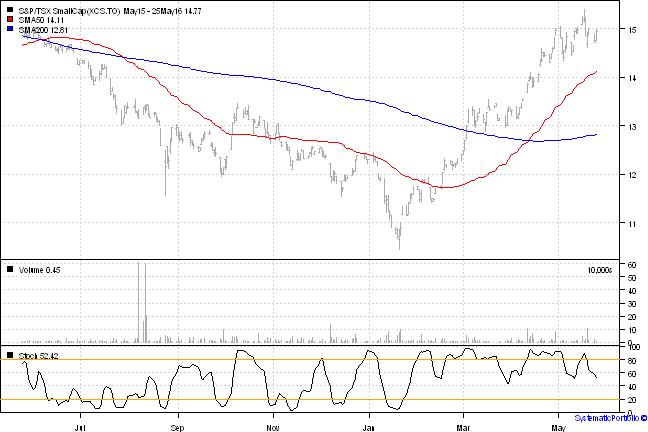 S&P/TSX SmallCap(XCS.TO) May15 - 25May16 14.77
SMA50 14.11
SMA200 12.81
15
14
13
12
11
Volume 0.45
10,000s
60
50
40
30
20
10
0
Stoch 52.42
100
80
60
40
20
0
Jul Sep Nov Jan Mar May
SystematicPortfolio ©